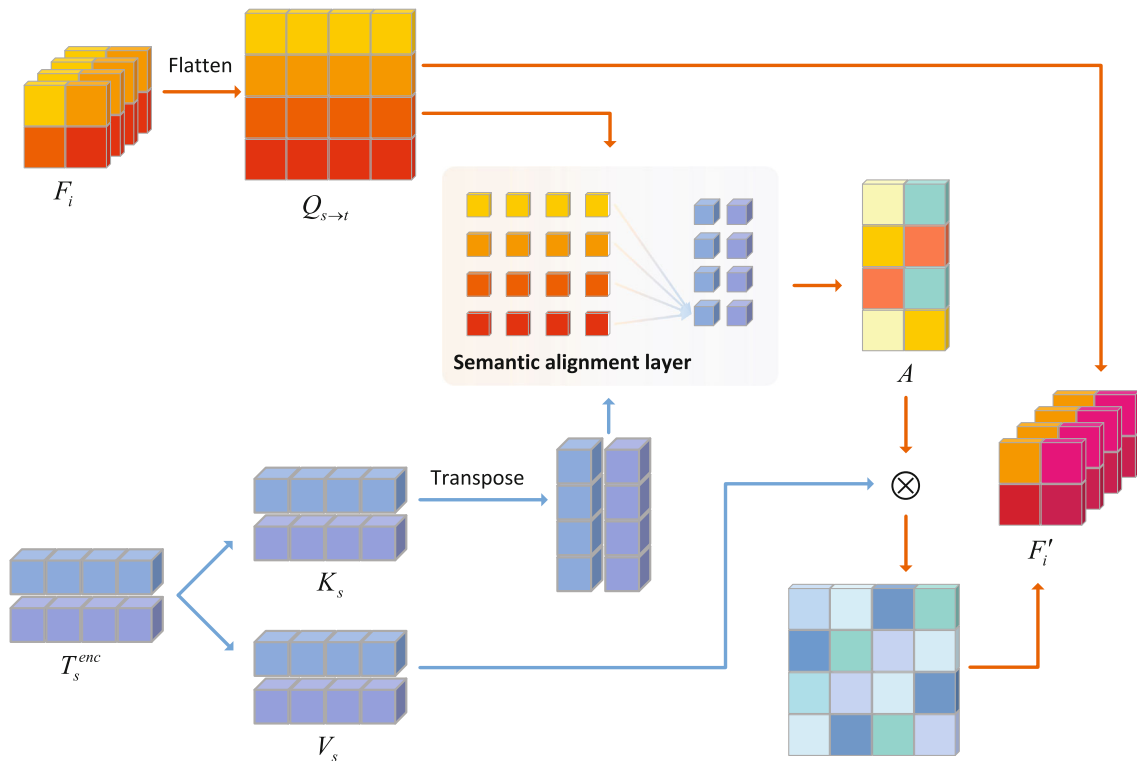 Flatten
F_i
Q_{s→t}
Semantic alignment layer
A
Transpose
K_s
⊗
F_i′
T_s^{enc}
V_s